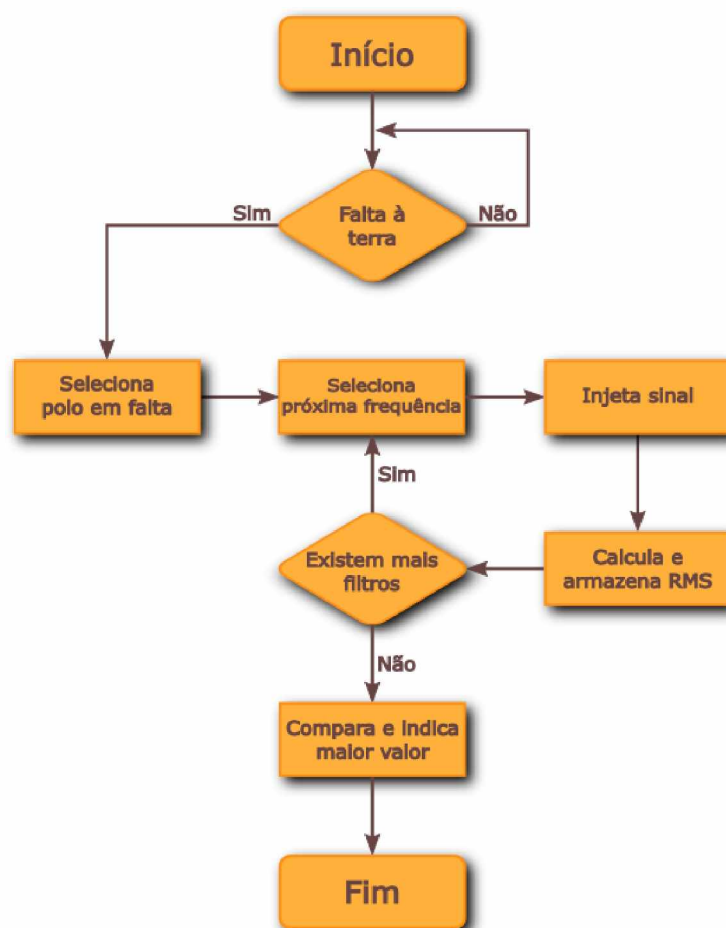 Início
Sim
Falta à
terra
Não
Seleciona
polo em falta
Seleciona
próxima frequência
Injeta sinal
Sim
Existem mais
filtros
Calcula e
armazena RMS
Não
Compara e indica
maior valor
Fim